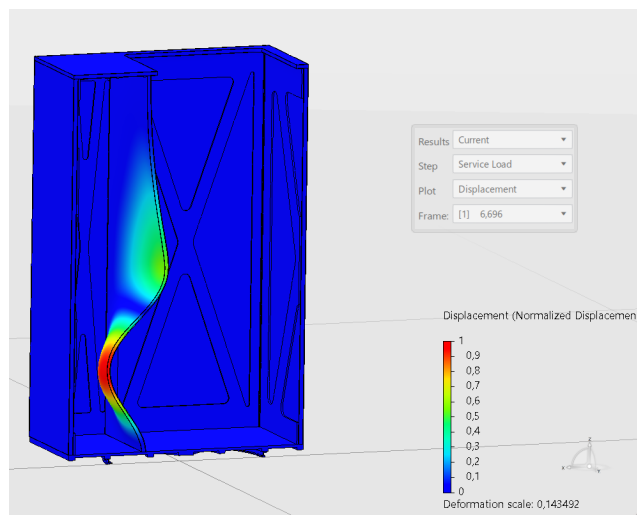 Results Current
Step Service Load
Plot Displacement
Frame: [1] 6,696
Displacement (Normalized Displacemen
1
0,9
0,8
0,7
0,6
0,5
0,4
0,3
0,2
0,1
0
Deformation scale: 0,143492
z
x